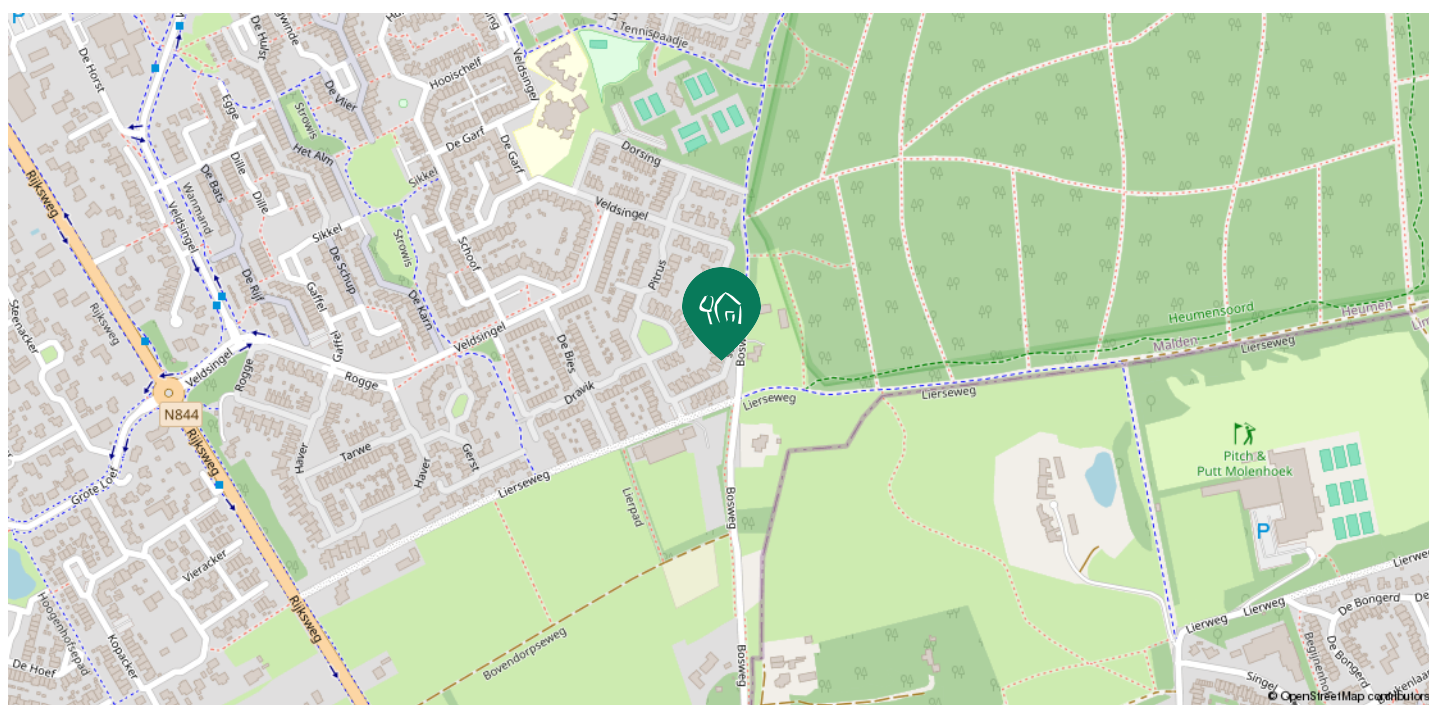 P
De Horst
De Hulst
Tennispaadje
Veldsingel
Hooischelf
De Vlier
Egge
Strowis
De Garf
De Garf
Het Alm
Dille
De Bats
Dorsing
Sikkel
Dille
Rijksweg
Wanmand
Veldsingel
Veldsingel
Sikkel
Strowis
Schoof
De Schup
Pitrus
De Rijf
Gaffel
De Karn
Heumensoord
Heumen
Steenacker
Rijksweg
Gaffel
Veldsingel
De Bies
Malden
Lierseweg
Veldsingel
Rogge
Rogge
Dravik
Lierseweg
Lierseweg
N844
Rijksweg
Haver
Tarwe
Gerst
Haver
Pitch &
Putt Molenhoek
Grote Loef
Lierseweg
Lierpad
Bosweg
P
Vieracker
Lierweg
Lierweg
De Bongerd
Hoogenhofsepad
Rijksweg
Kopacker
Bovendorpseweg
Bosweg
De Bongerd
De Hoef
Singel
© OpenStreetMap contributors